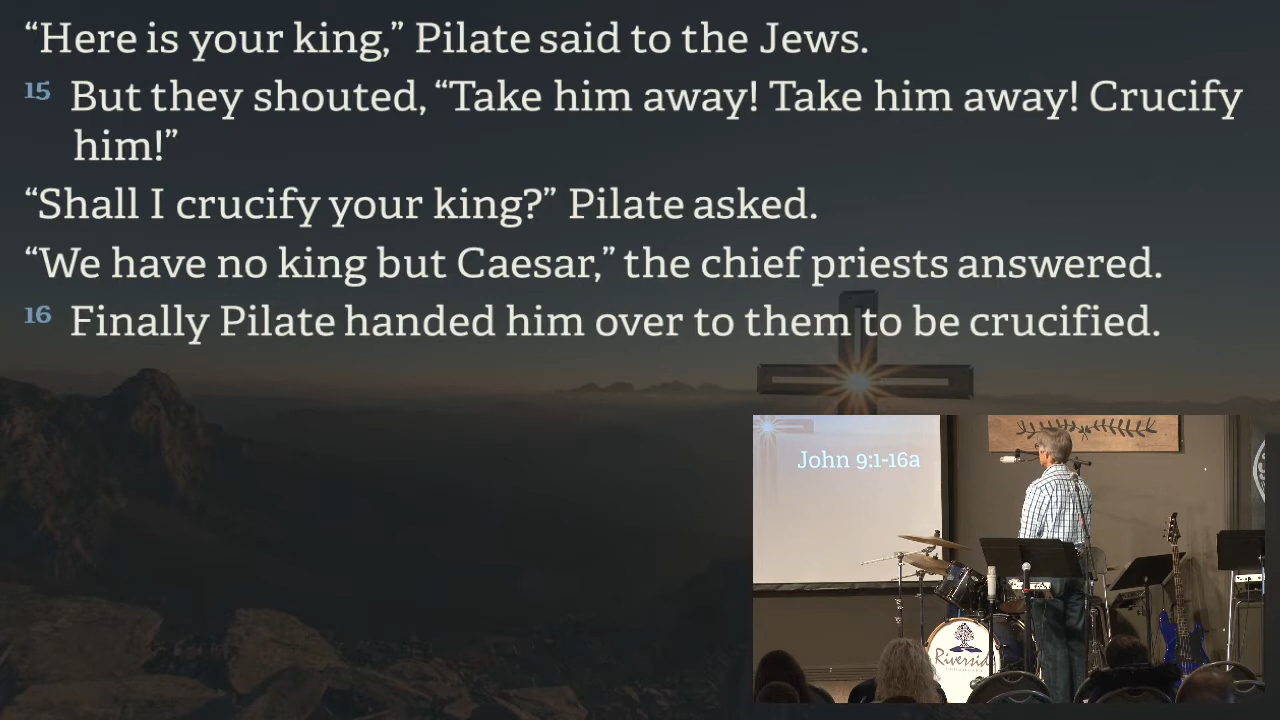 “Here is your king,” Pilate said to the Jews.
15 But they shouted, “Take him away! Take him away! Crucify
him!”
“Shall I crucify your king?” Pilate asked.
“We have no king but Caesar,” the chief priests answered.
16 Finally Pilate handed him over to them to be crucified.
John 9:1-16a
Riversid